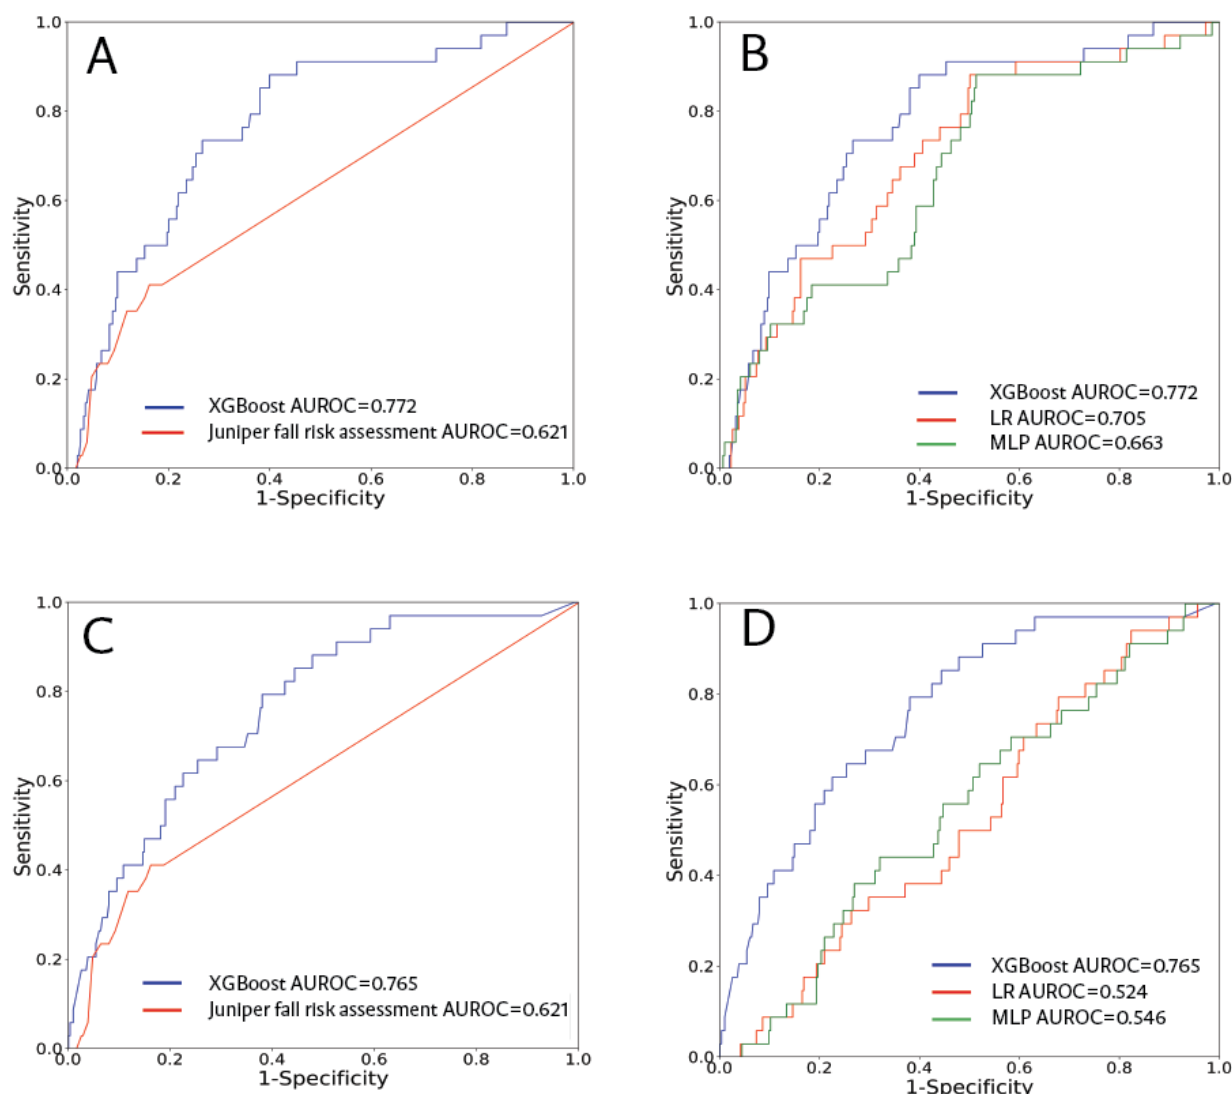 A
1.0
0.8
0.6
0.4
0.2
0.0
Sensitivity
XGBoost AUROC=0.772
Juniper fall risk assessment AUROC=0.621
0.0 0.2 0.4 0.6 0.8 1.0
1-Specificity
B
1.0
0.8
0.6
0.4
0.2
0.0
Sensitivity
XGBoost AUROC=0.772
LR AUROC=0.705
MLP AUROC=0.663
0.0 0.2 0.4 0.6 0.8 1.0
1-Specificity
C
1.0
0.8
0.6
0.4
0.2
0.0
Sensitivity
XGBoost AUROC=0.765
Juniper fall risk assessment AUROC=0.621
0.0 0.2 0.4 0.6 0.8 1.0
1-Specificity
D
1.0
0.8
0.6
0.4
0.2
0.0
Sensitivity
XGBoost AUROC=0.765
LR AUROC=0.524
MLP AUROC=0.546
0.0 0.2 0.4 0.6 0.8 1.0
1-Specificity